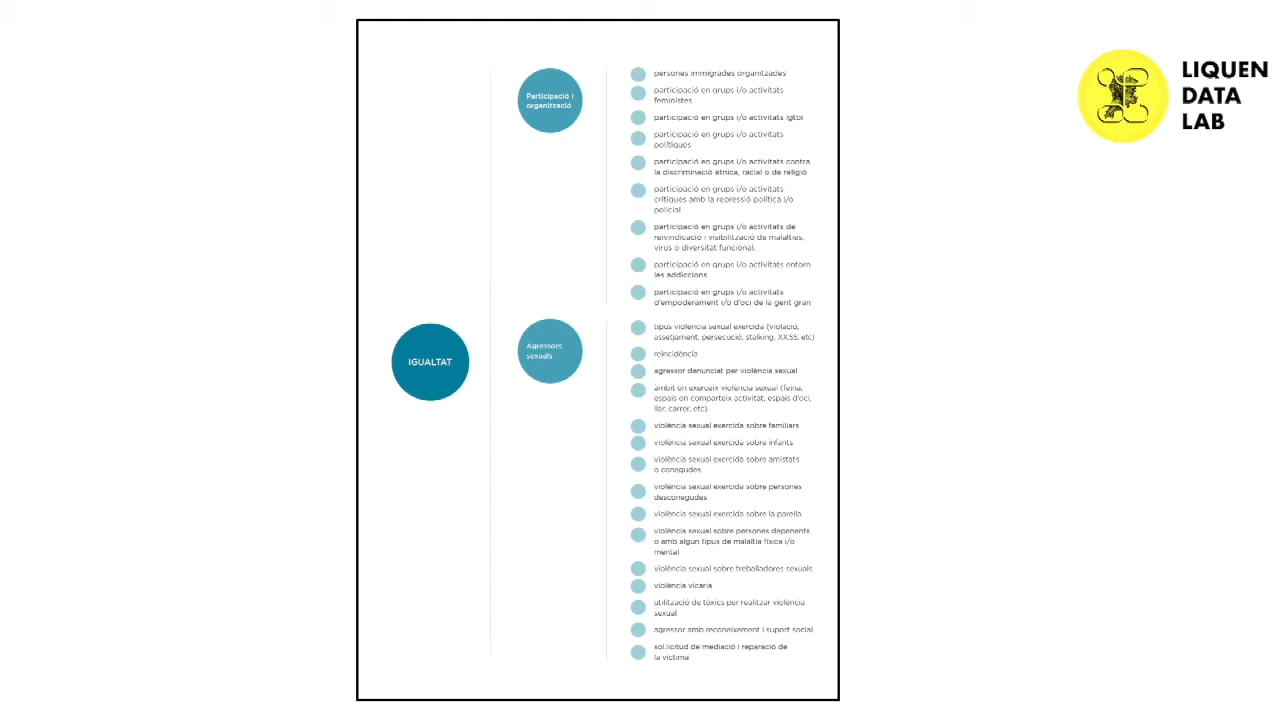 LIQUEN
DATA
LAB
Participació i
organització
persones immigrades organitzades
participació en grups i/o activitats
feministes
participació en grups i/o activitats lgtbi
participació en grups i/o activitats
polítiques
participació en grups i/o activitats contra
la discriminació ètnica, racial o de religió
participació en grups i/o activitats
crítiques amb la repressió política i/o
policial
participació en grups i/o activitats de
reivindicació i visibilització de malalties,
virus o diversitat funcional.
participació en grups i/o activitats entorn
les addiccions
participació en grups i/o activitats
d'empoderament i/o d'oci de la gent gran
IGUALTAT
Agressors
sexuals
tipus violència sexual exercida (violació,
assetjament, persecució, stalking, XX.SS, etc)
reincidència
agressor denunciat per violència sexual
àmbit on exerceix violència sexual (feina,
espais on comparteix activitat, espais d'oci,
llar, carrer, etc)
violència sexual exercida sobre familiars
violència sexual exercida sobre infants
violència sexual exercida sobre amistats
o conegudes
violència sexual exercida sobre persones
desconegudes
violència sexual exercida sobre la parella
violència sexual sobre persones depenents
o amb algun tipus de malaltia física i/o
mental
violència sexual sobre treballadores sexuals
violència vicaria
utilització de tòxics per realitzar violència
sexual
agressor amb reconeixement i suport social
sol.licitud de mediació i reparació de
la víctima